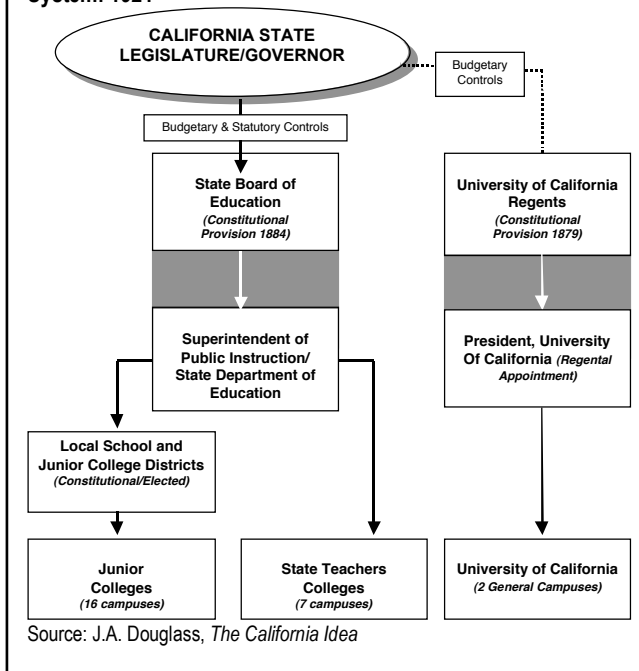 CALIFORNIA STATE
LEGISLATURE/GOVERNOR
Budgetary
Controls
Budgetary & Statutory Controls
State Board of
Education
(Constitutional
Provision 1884)
University of California
Regents
(Constitutional
Provision 1879)
Superintendent of
Public Instruction/
State Department of
Education
President, University
Of California (Regental
Appointment)
Local School and
Junior College Districts
(Constitutional/Elected)
Junior
Colleges
(16 campuses)
State Teachers
Colleges
(7 campuses)
University of California
(2 General Campuses)
Source: J.A. Douglass, The California Idea